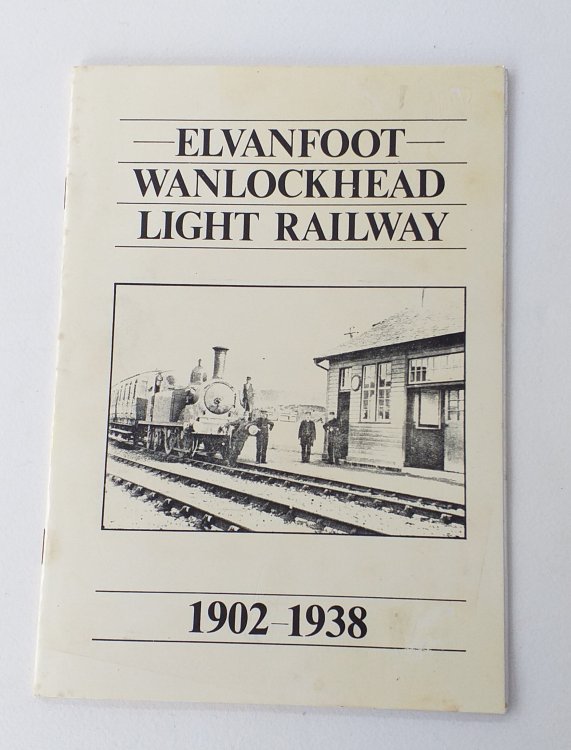 —ELVANFOOT—
WANLOCKHEAD
LIGHT RAILWAY
1902–1938